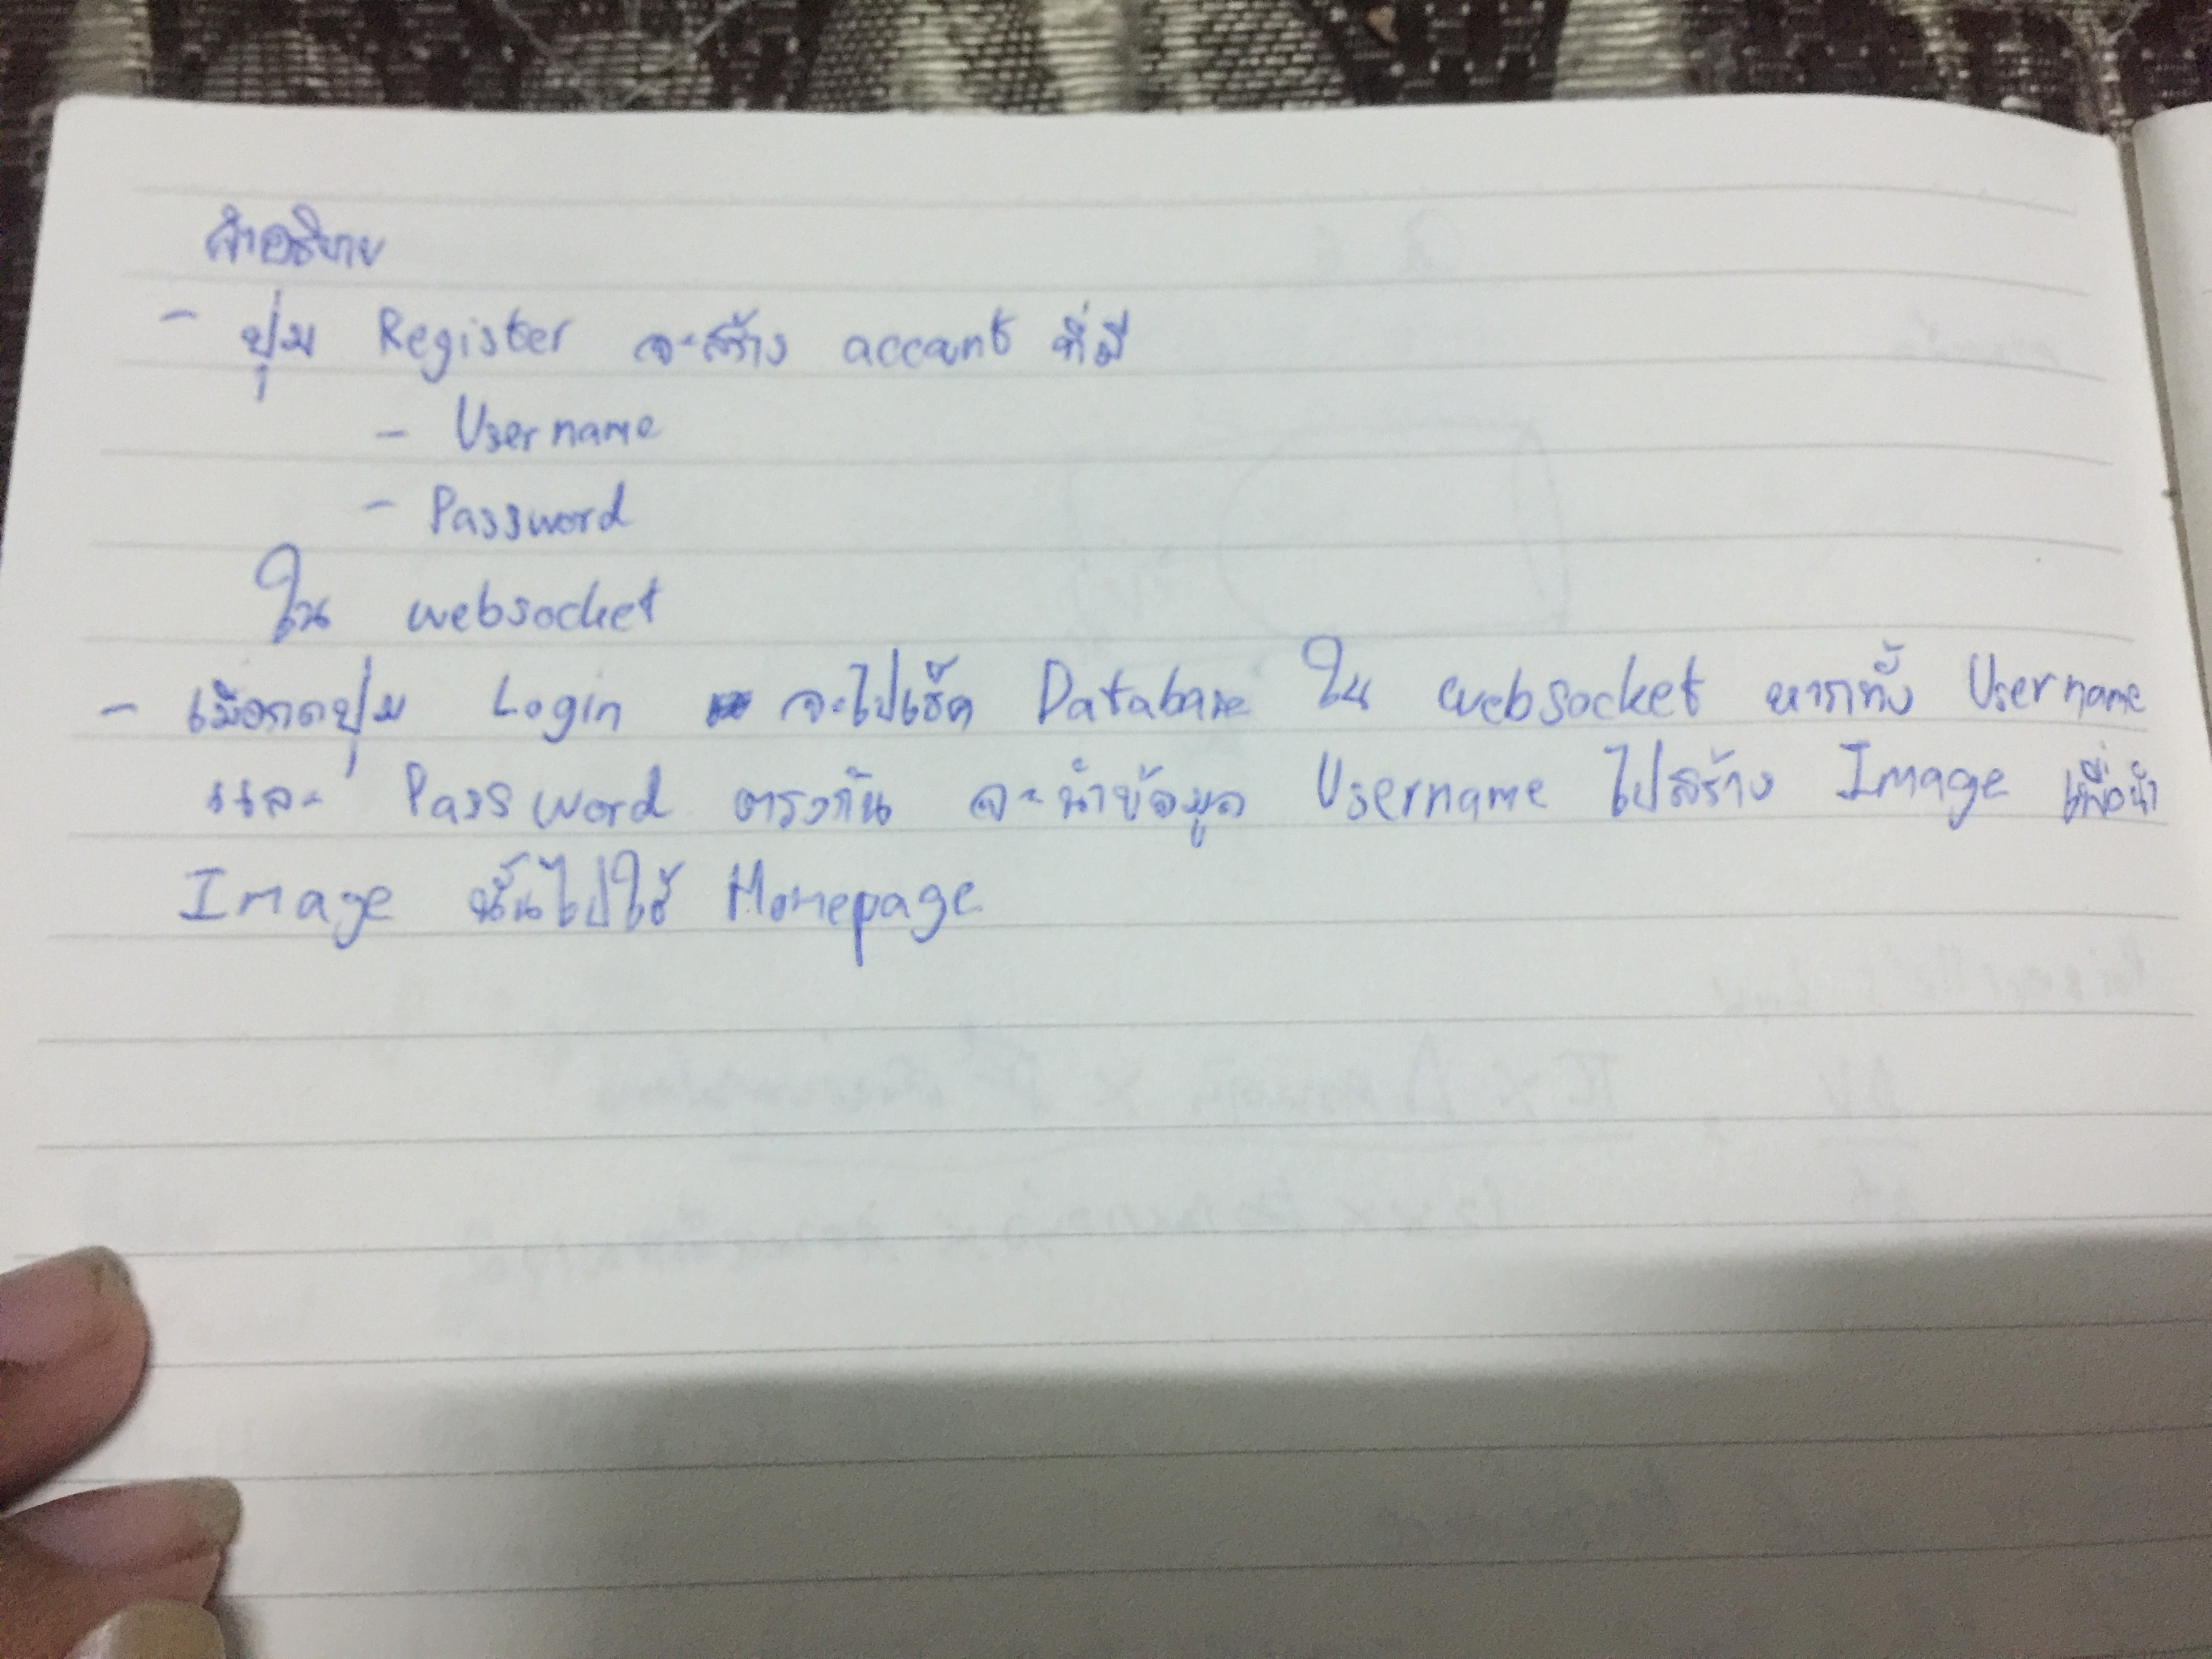 คำอธิบาย
- ปุ่ม Register จะสร้าง account ที่มี
- Username
- Password
ใน websocket
- เมื่อกดปุ่ม Login จะไปเช็ค Database ใน websocket หากทั้ง Username
และ Password ตรงกัน จะนำข้อมูล Username ไปสร้าง Image เพื่อนำ
Image นั้นไปใช้ Homepage